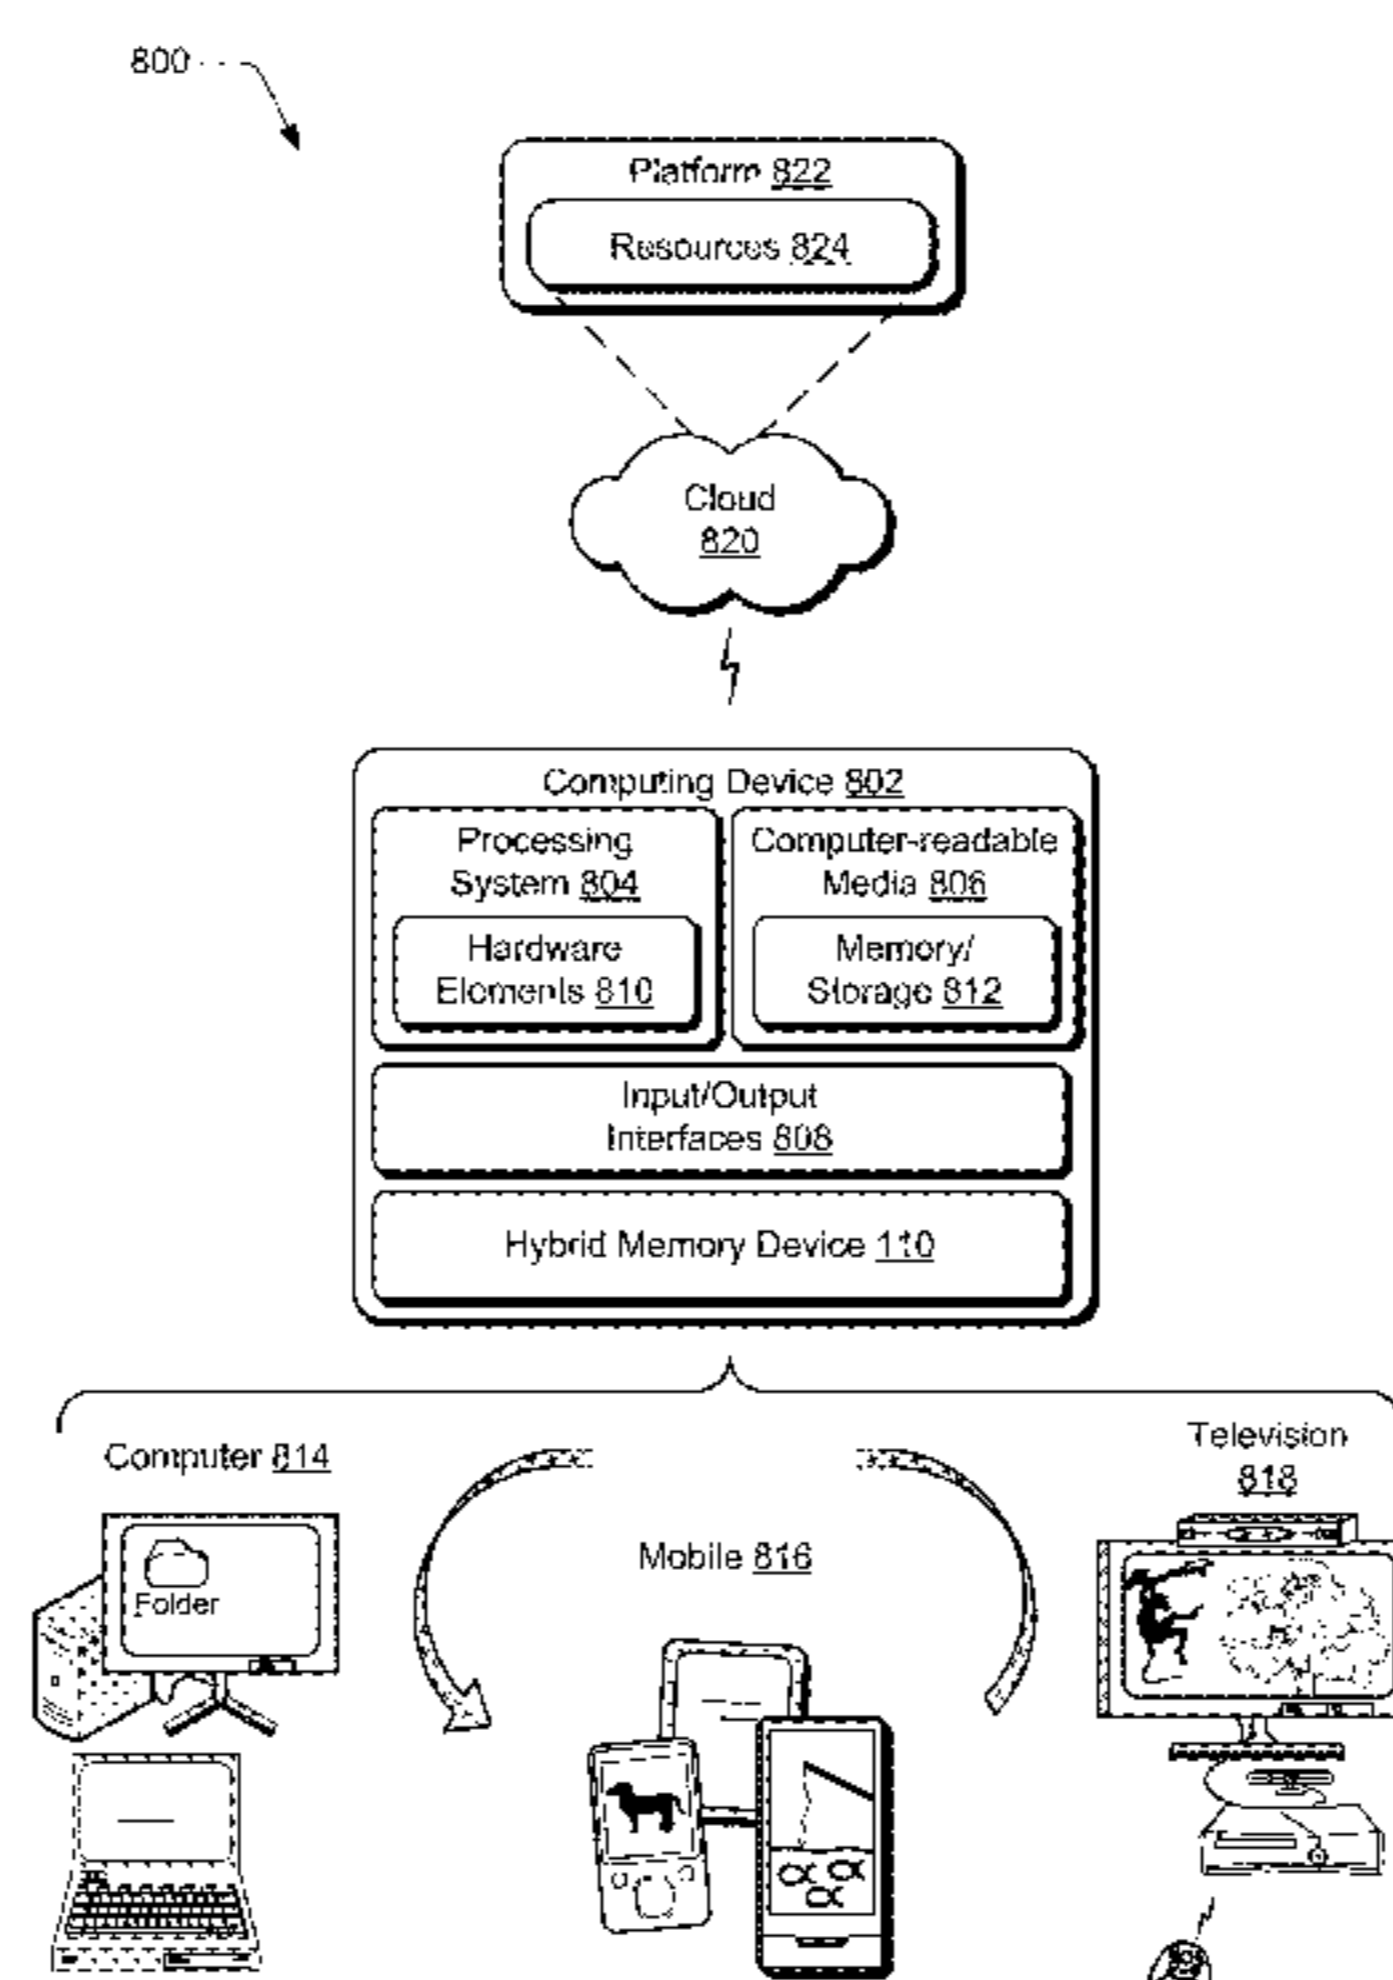 800
Platform 822
Resources 824
Cloud
820
Computing Device 802
Processing
System 804
Hardware
Elements 810
Computer-readable
Media 806
Memory/
Storage 812
Input/Output
Interfaces 808
Hybrid Memory Device 110
Computer 814
Mobile 816
Television
818
Folder